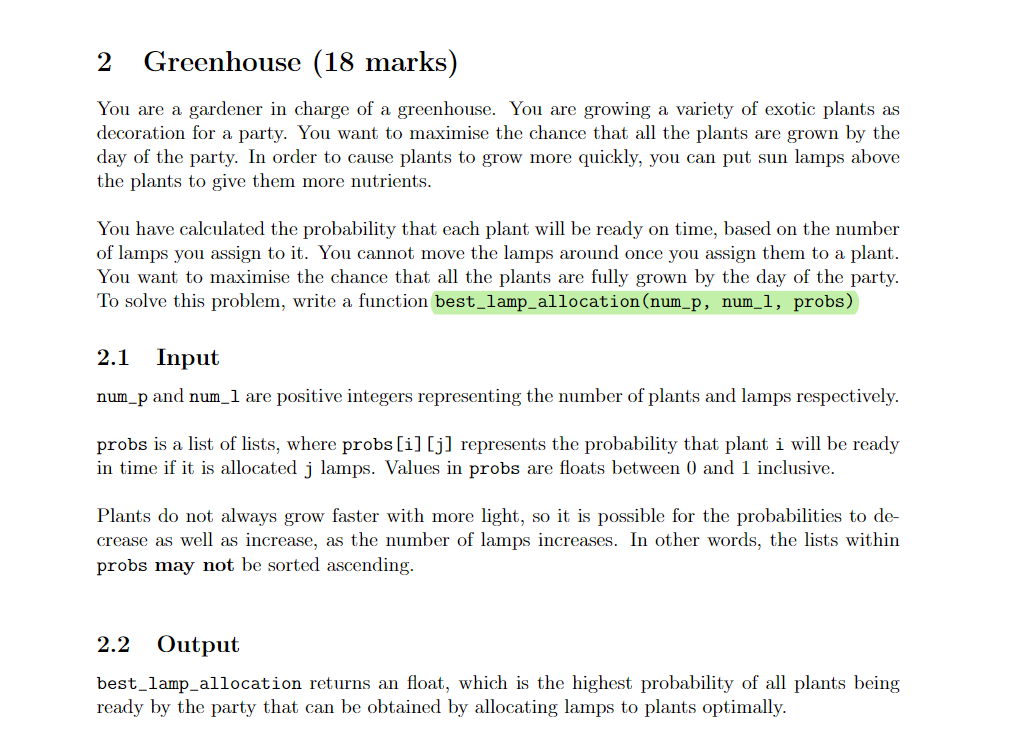 2 Greenhouse (18 marks)
You are a gardener in charge of a greenhouse. You are growing a variety of exotic plants as
decoration for a party. You want to maximise the chance that all the plants are grown by the
day of the party. In order to cause plants to grow more quickly, you can put sun lamps above
the plants to give them more nutrients.
You have calculated the probability that each plant will be ready on time, based on the number
of lamps you assign to it. You cannot move the lamps around once you assign them to a plant.
You want to maximise the chance that all the plants are fully grown by the day of the party.
To solve this problem, write a function best_lamp_allocation(num_p, num_l, probs)
2.1 Input
num_p and num_l are positive integers representing the number of plants and lamps respectively.
probs is a list of lists, where probs[i][j] represents the probability that plant i will be ready
in time if it is allocated j lamps. Values in probs are floats between 0 and 1 inclusive.
Plants do not always grow faster with more light, so it is possible for the probabilities to de-
crease as well as increase, as the number of lamps increases. In other words, the lists within
probs may not be sorted ascending.
2.2 Output
best_lamp_allocation returns an float, which is the highest probability of all plants being
ready by the party that can be obtained by allocating lamps to plants optimally.